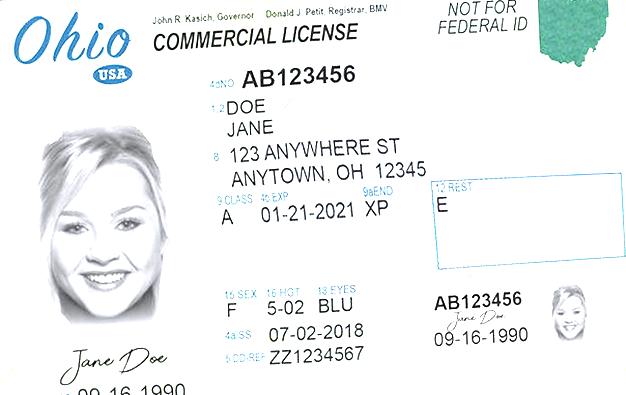 Ohio
USA
John R. Kasich, Governor Donald J. Petit, Registrar, BMV
COMMERCIAL LICENSE
NOT FOR
FEDERAL ID
4dNO AB123456
1,2 DOE
JANE
8 123 ANYWHERE ST
ANYTOWN, OH 12345
9 CLASS 4b EXP 9aEND
A 01-21-2021 XP
12 REST
E
15 SEX 16 HGT 18 EYES
F 5-02 BLU
4a ISS 07-02-2018
5 DD-REF ZZ1234567
AB123456
Jane Doe
09-16-1990
Jane Doe
09-16-1990